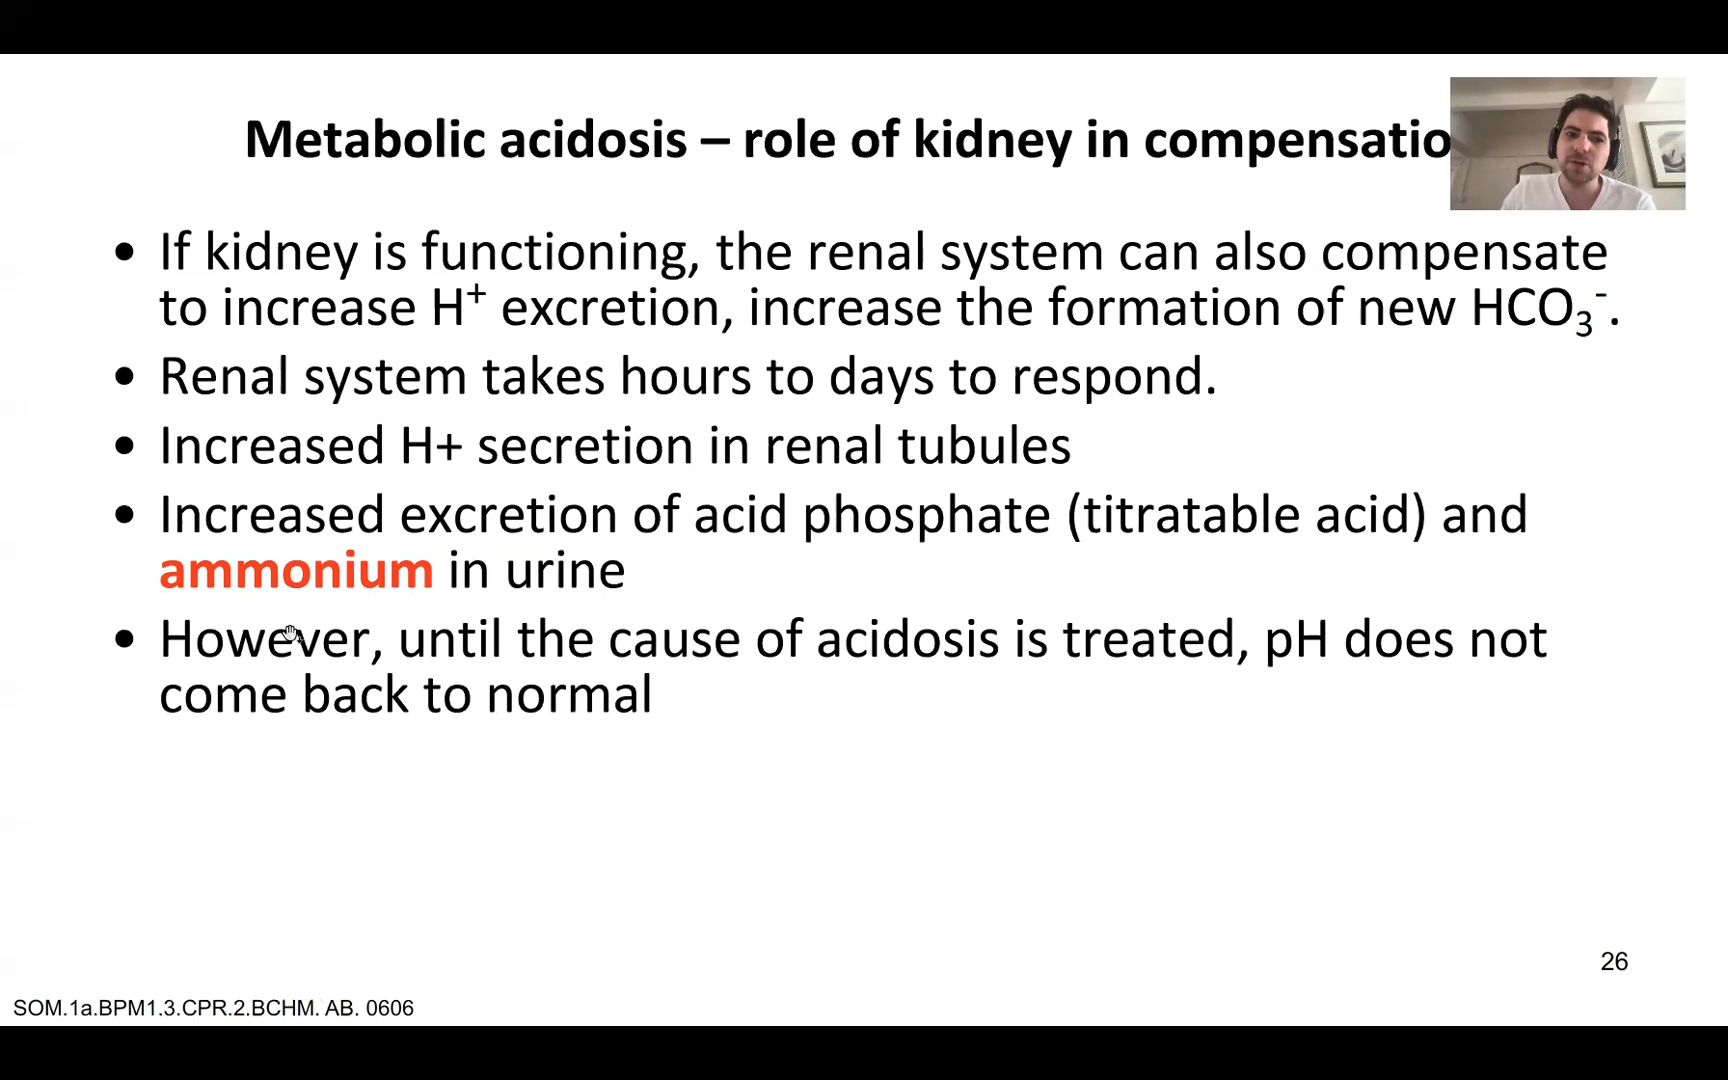 Metabolic acidosis – role of kidney in compensatio
• If kidney is functioning, the renal system can also compensate
to increase H⁺ excretion, increase the formation of new HCO₃⁻.
• Renal system takes hours to days to respond.
• Increased H+ secretion in renal tubules
• Increased excretion of acid phosphate (titratable acid) and
ammonium in urine
• However, until the cause of acidosis is treated, pH does not
come back to normal
26
SOM.1a.BPM1.3.CPR.2.BCHM. AB. 0606